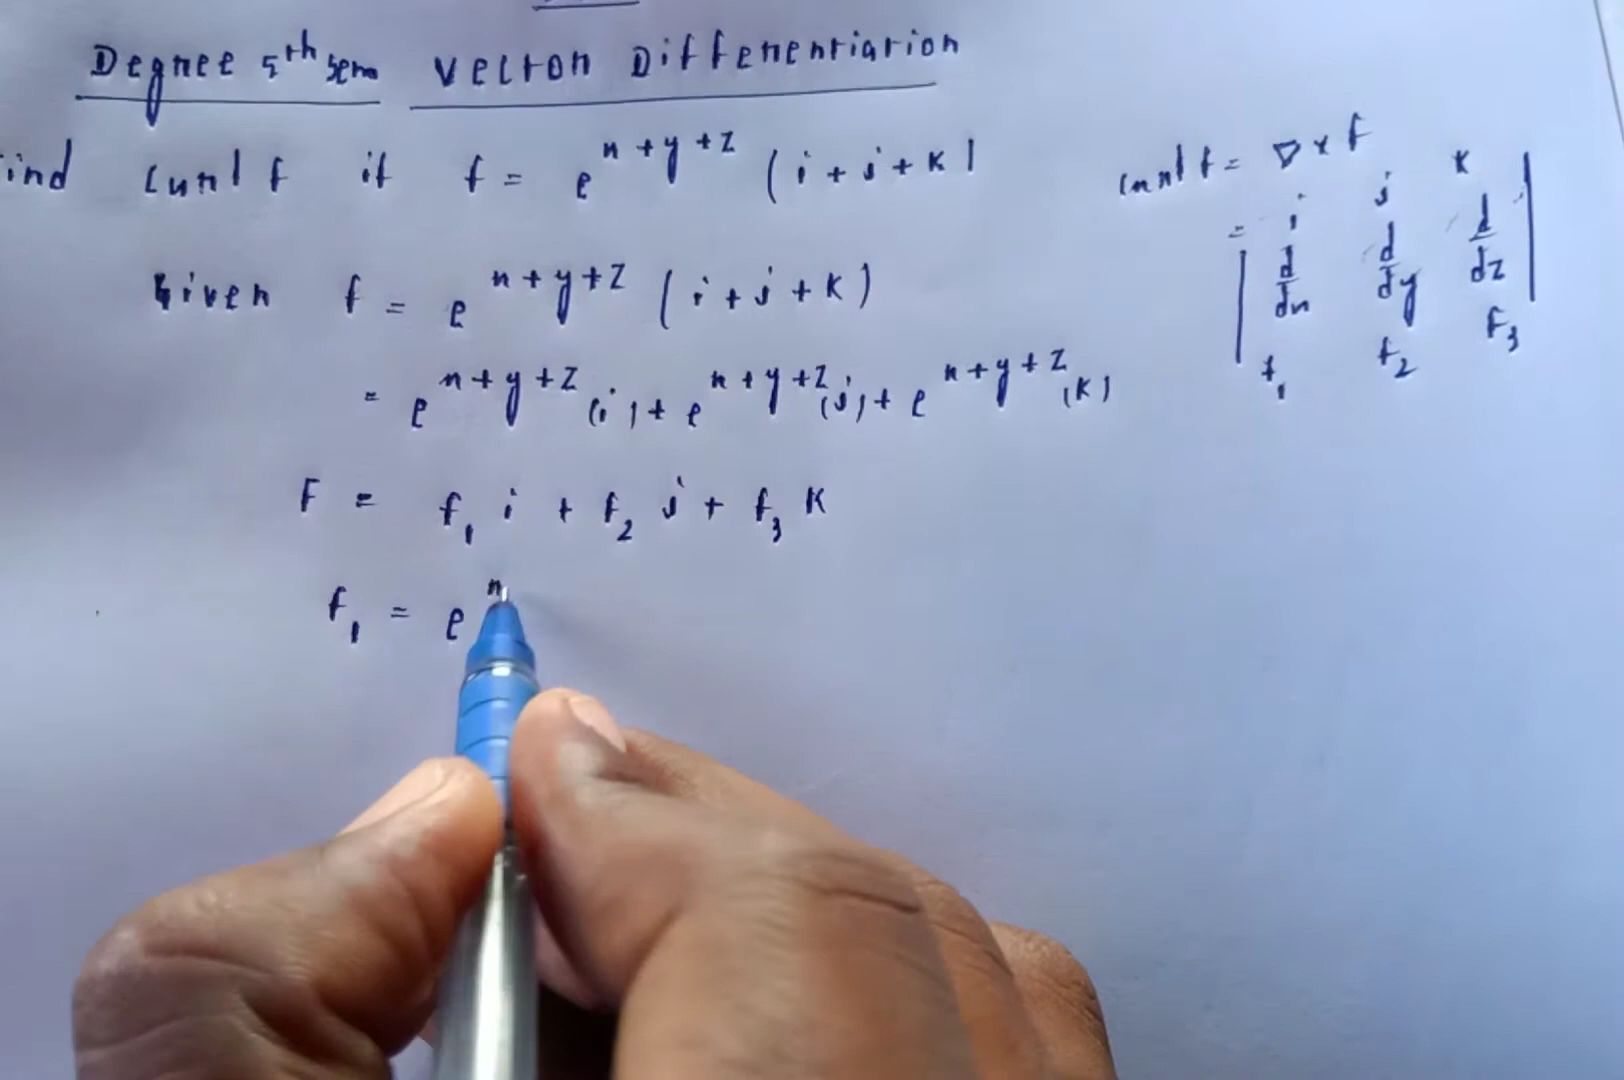 Degree 5th sem Vector Differentiation
ind curl f if f = e^x+y+z (i+j+k)
Given f = e^x+y+z (i+j+k)
= e^x+y+z (i) + e^x+y+z (j) + e^x+y+z (k)
F = f₁ i + f₂ j + f₃ k
f₁ = e^x
curl f = ∇ × f
= | i j k
d/dx d/dy d/dz |
f₁ f₂ f₃